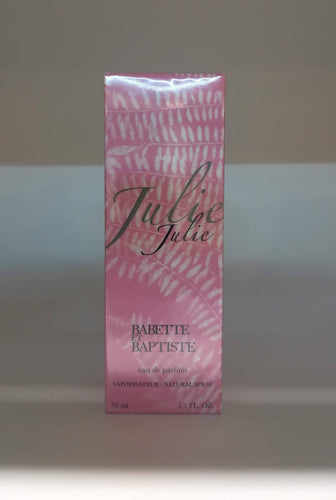 Julie
Julie
BABETTE
ET
BAPTISTE
eau de parfum
VAPORISATEUR - NATURAL SPRAY
50 ml 1.7 FL. OZ